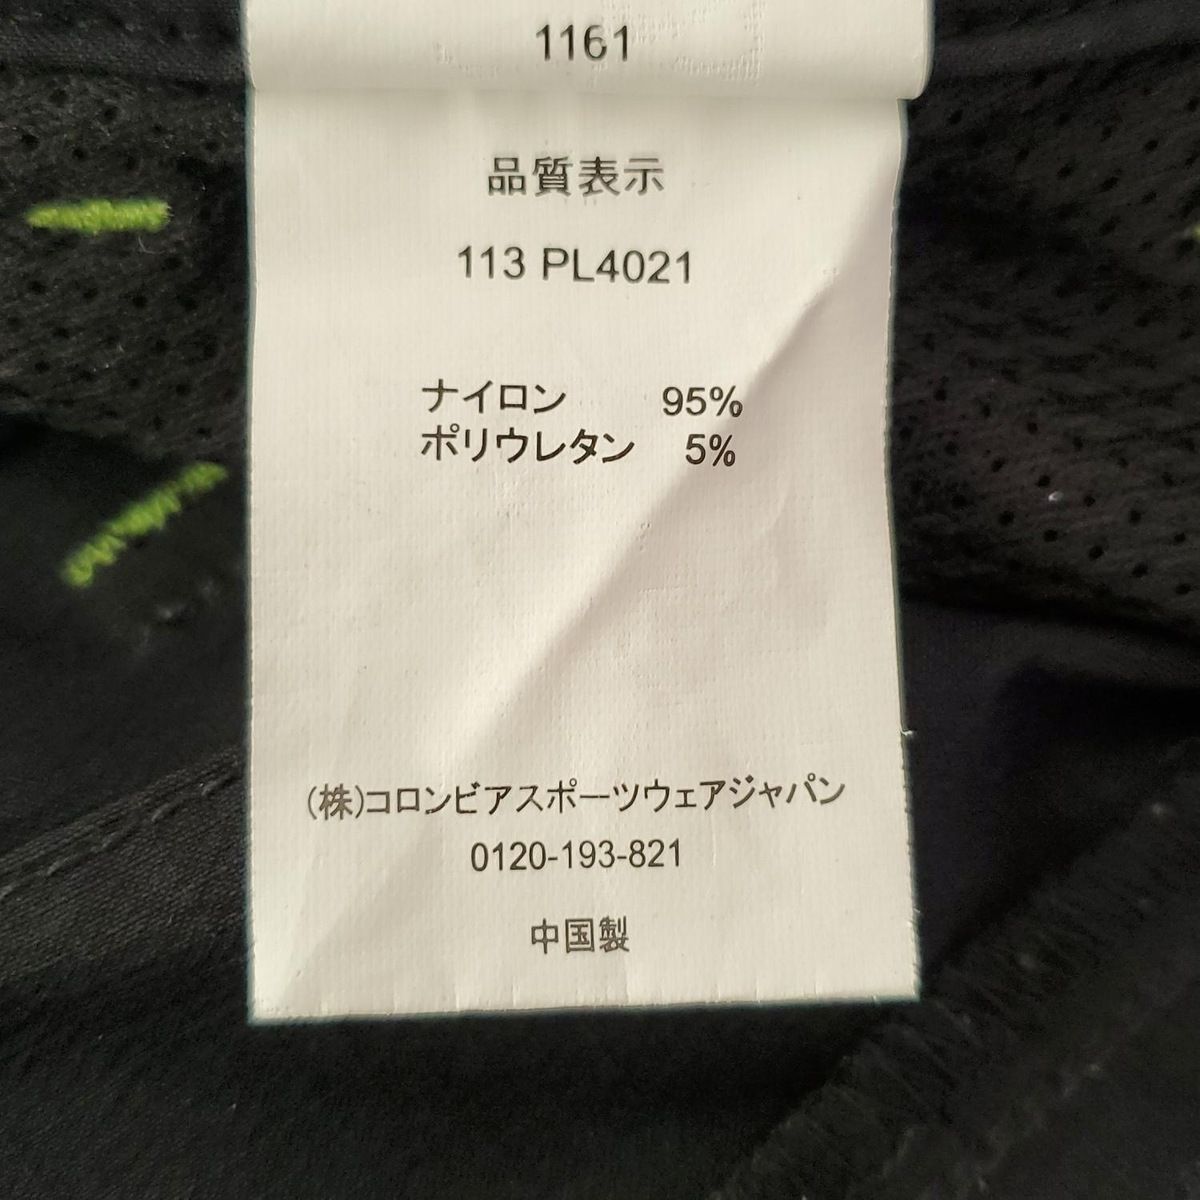 1161
品質表示
113 PL4021
ナイロン 95%
ポリウレタン 5%
(株)コロンビアスポーツウェアジャパン
0120-193-821
中国製